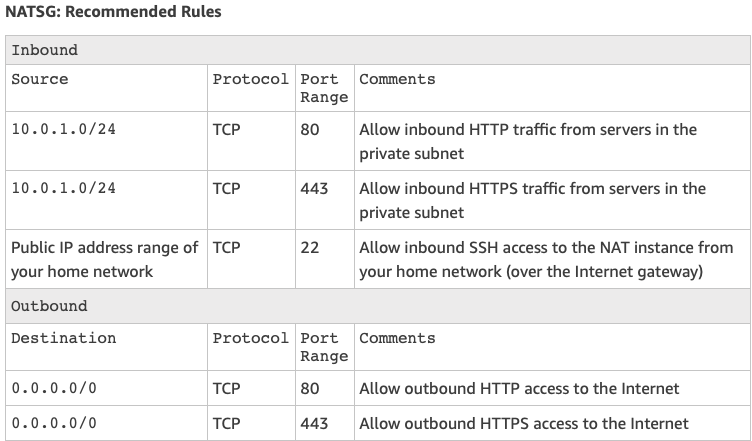 NATSG: Recommended Rules
Inbound
Source Protocol Port Range Comments
10.0.1.0/24 TCP 80 Allow inbound HTTP traffic from servers in the
private subnet
10.0.1.0/24 TCP 443 Allow inbound HTTPS traffic from servers in the
private subnet
Public IP address range of your home network TCP 22 Allow inbound SSH access to the NAT instance from
your home network (over the Internet gateway)
Outbound
Destination Protocol Port Range Comments
0.0.0.0/0 TCP 80 Allow outbound HTTP access to the Internet
0.0.0.0/0 TCP 443 Allow outbound HTTPS access to the Internet